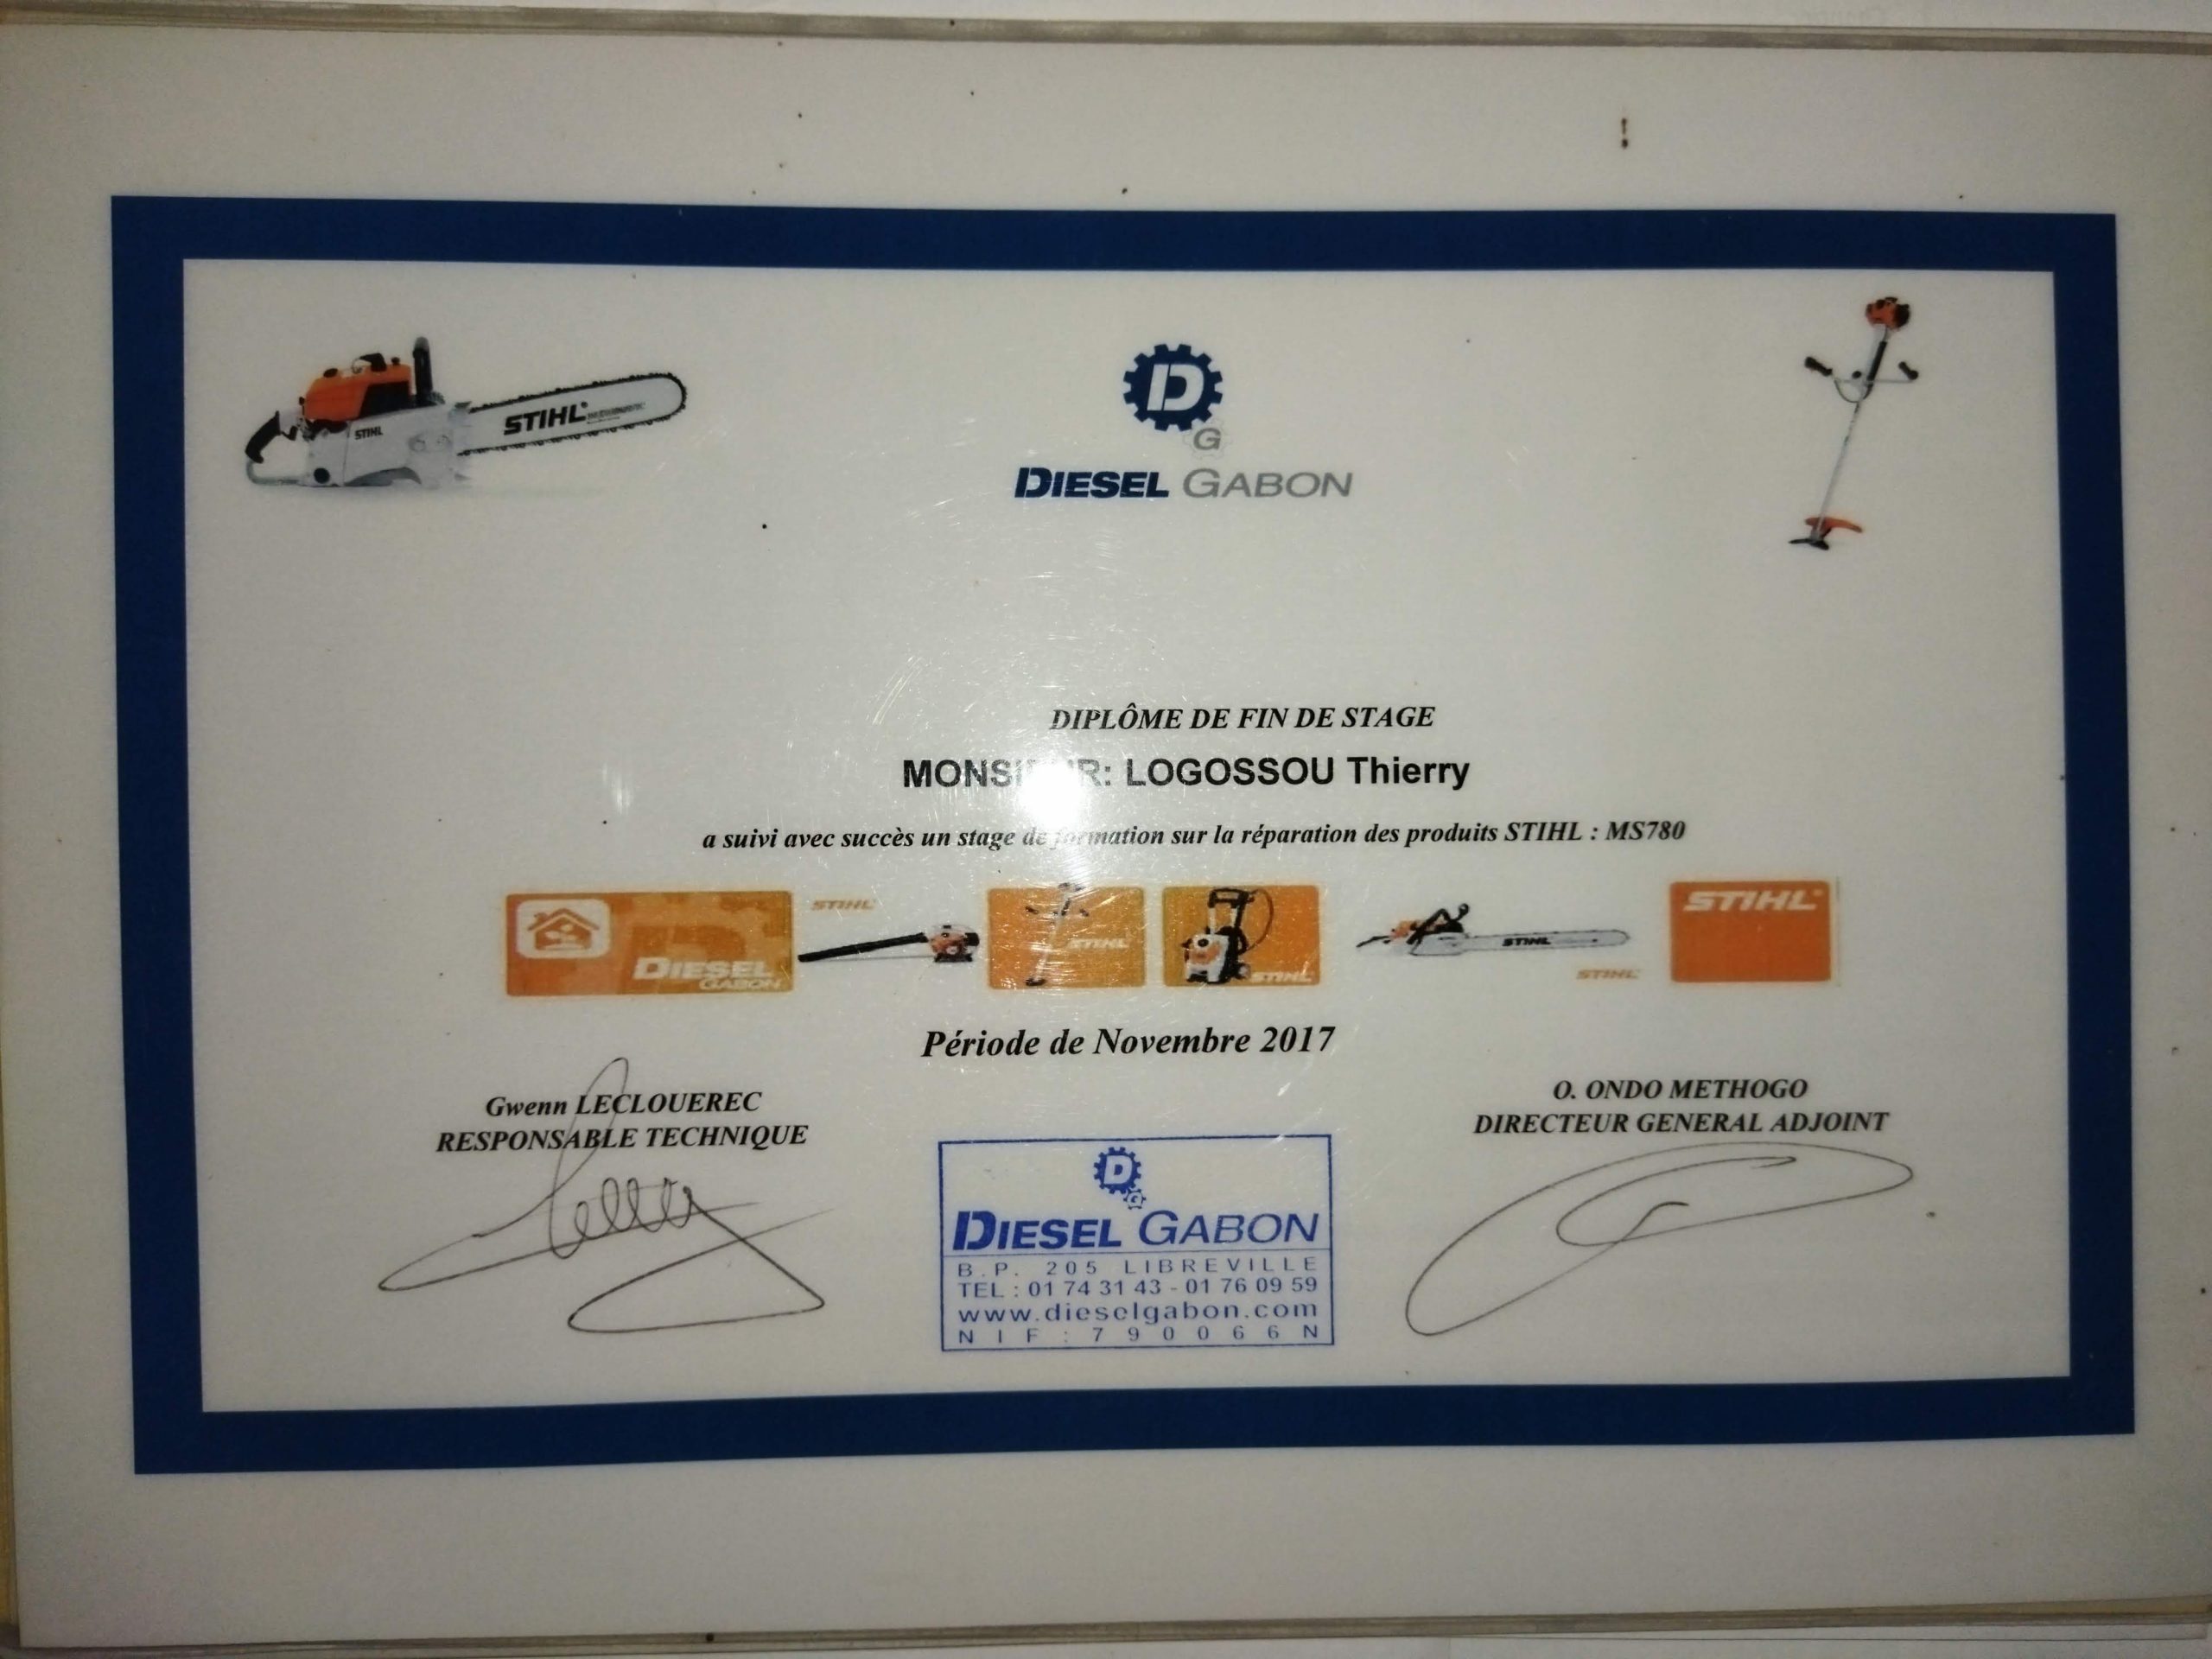 STIHL
STIHL
D
G
DIESEL GABON
DIPLÔME DE FIN DE STAGE
LOGOSSOU Thierry
a suivi avec succès un stage de formation sur la réparation des produits STIHL : MS780
DIESEL
GABON
STIHL
STIHL
STIHL
STIHL
STIHL
STIHL
Période de Novembre 2017
Gwenn LECLOUEREC
RESPONSABLE TECHNIQUE
O. ONDO METHOGO
DIRECTEUR GENERAL ADJOINT
D
G
DIESEL GABON
B.P. 205 LIBREVILLE
TEL : 01 74 31 43 - 01 76 09 59
www.dieselgabon.com
NIF : 790066N